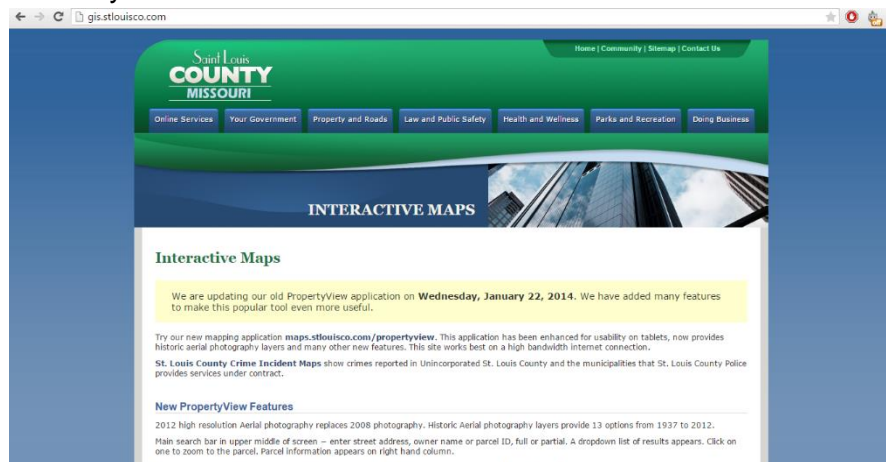 gis.stlouisco.com
Home | Community | Sitemap | Contact Us
Saint Louis
COUNTY
MISSOURI
Online Services Your Government Property and Roads Law and Public Safety Health and Wellness Parks and Recreation Doing Business
INTERACTIVE MAPS
Interactive Maps
We are updating our old PropertyView application on Wednesday, January 22, 2014. We have added many features
to make this popular tool even more useful.
Try our new mapping application maps.stlouisco.com/propertyview. This application has been enhanced for usability on tablets, now provides
historic aerial photography layers and many other new features. This site works best on a high bandwidth internet connection.
St. Louis County Crime Incident Maps show crimes reported in Unincorporated St. Louis County and the municipalities that St. Louis County Police
provides services under contract.
New PropertyView Features
2012 high resolution Aerial photography replaces 2008 photography. Historic Aerial photography layers provide 13 options from 1937 to 2012.
Main search bar in upper middle of screen – enter street address, owner name or parcel ID, full or partial. A dropdown list of results appears. Click on
one to zoom to the parcel. Parcel information appears on right hand column.